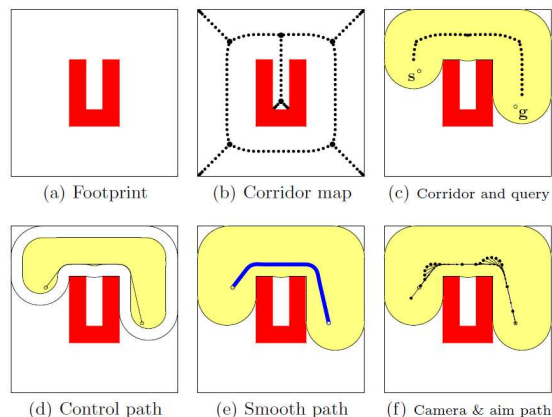 (a) Footprint
(b) Corridor map
s
g
(c) Corridor and query
(d) Control path
(e) Smooth path
(f) Camera & aim path